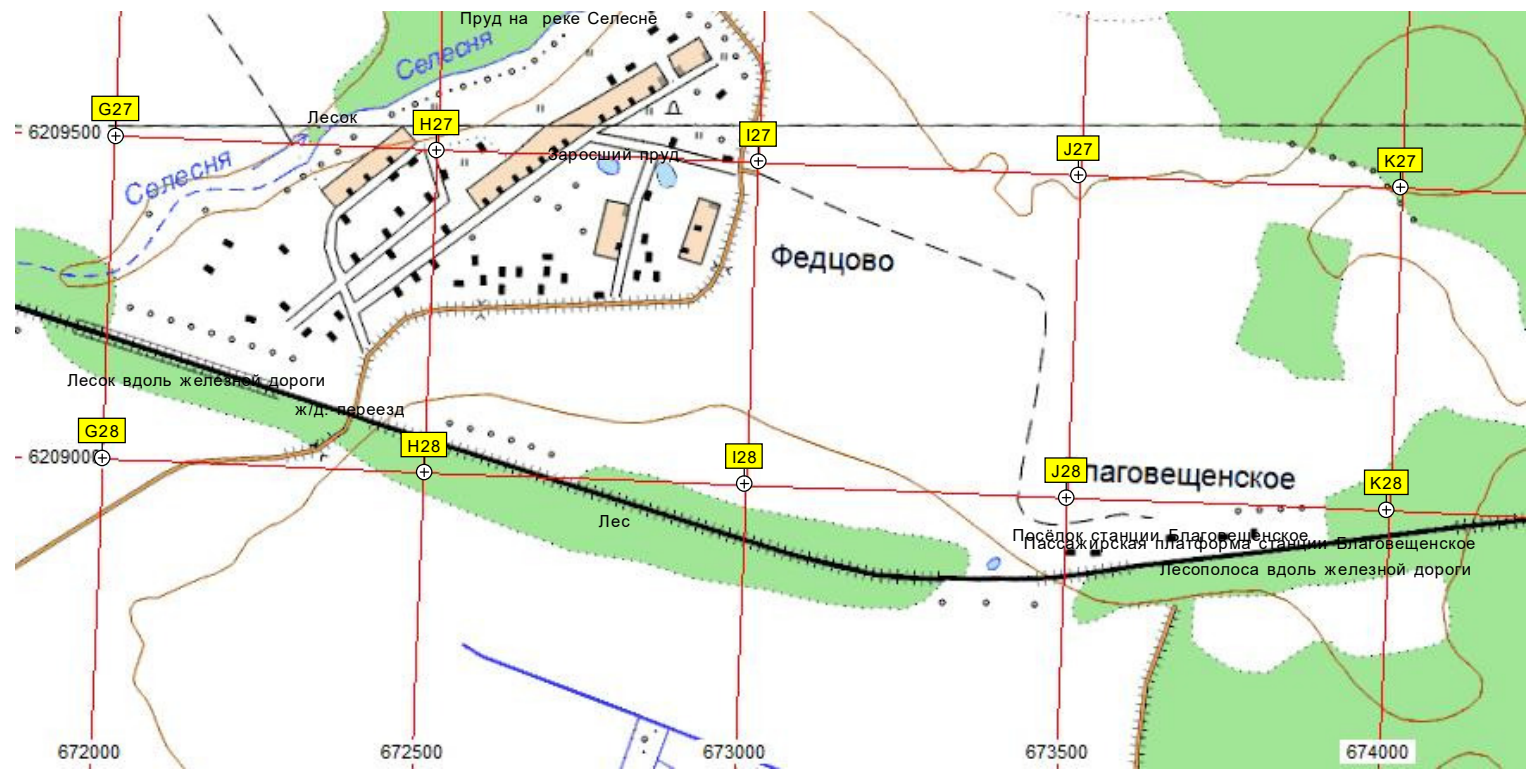 Пруд на реке Селесне
Селесня
G27
Лесок
H27
I27
J27
K27
6209500
Заросший пруд
Селесня
Федцово
Лесок вдоль железной дороги
ж/д. переезд
G28
H28
I28
J28
K28
6209000
лаговещенское
Лес
Посёлок станции Благовещенское
Пассажирская платформа станции Благовещенское
Лесополоса вдоль железной дороги
672000
672500
673000
673500
674000